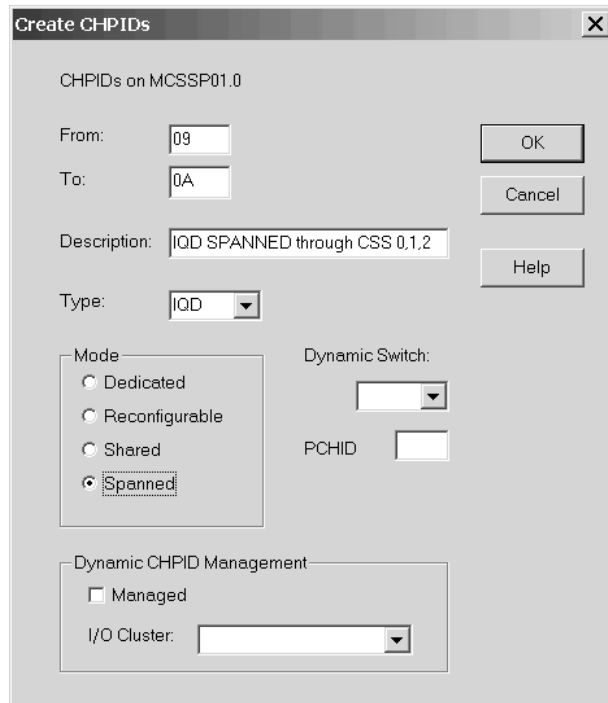 Create CHPIDs
CHPIDs on MCSSP01.0
From: 09
OK
To: 0A
Cancel
Description: IQD SPANNED through CSS 0,1,2
Help
Type: IQD
Mode
Dynamic Switch:
Dedicated
Reconfigurable
Shared
PCHID
Spanned
Dynamic CHPID Management
Managed
I/O Cluster: